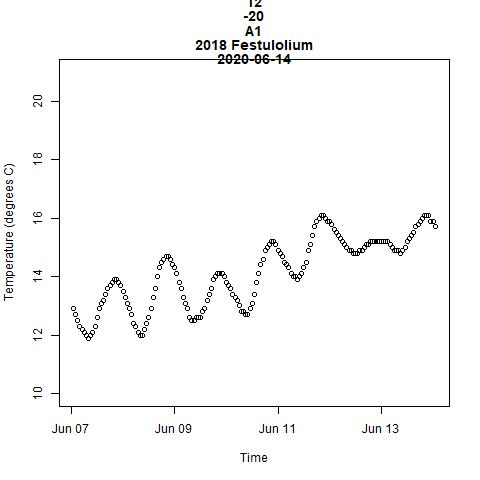 12
-20
A1
2018 Festulolium
2020-06-14
Temperature (degrees C)
20
18
16
14
12
10
Jun 07
Jun 09
Jun 11
Jun 13
Time